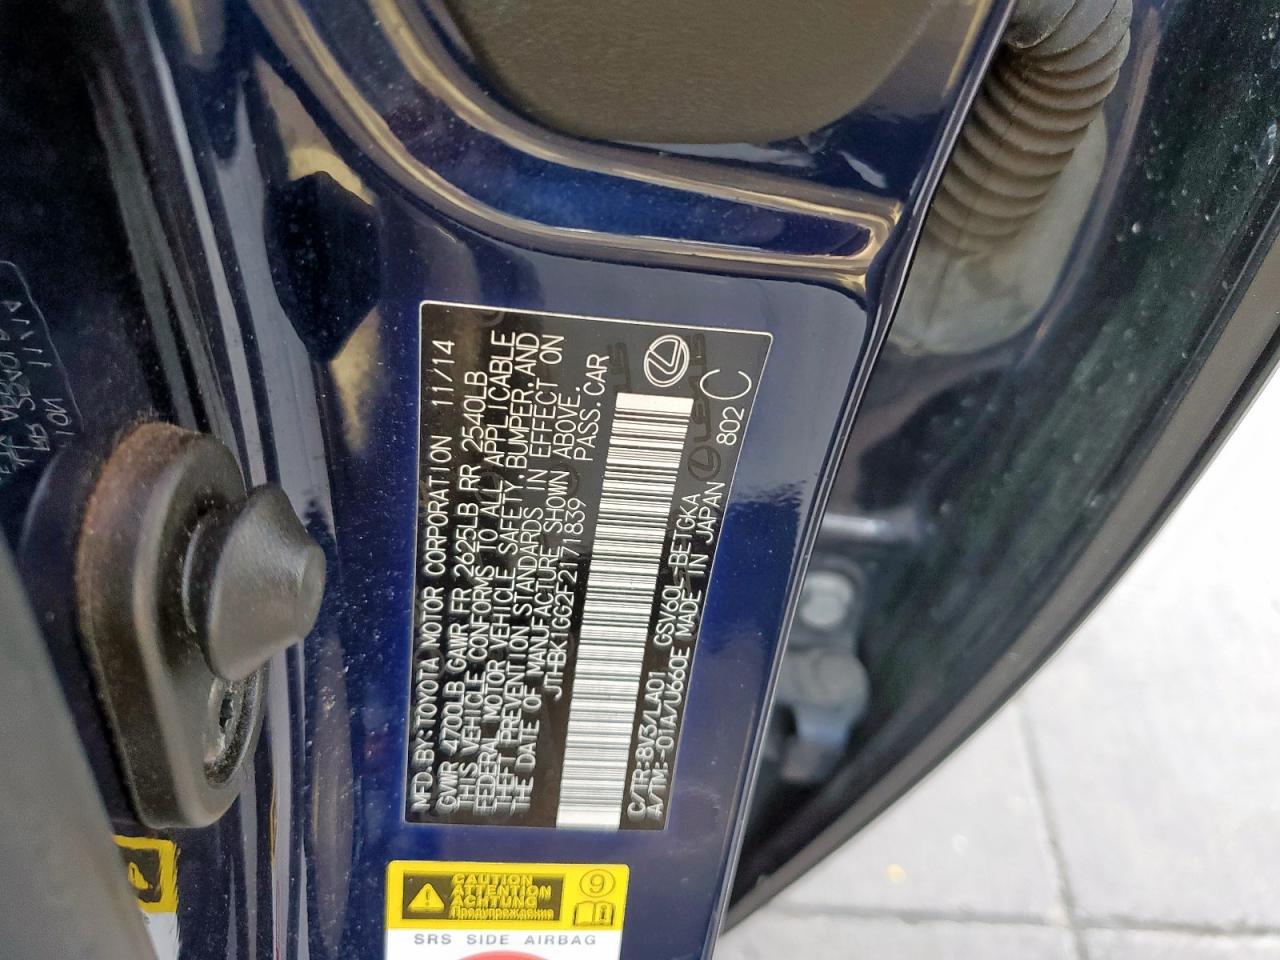 MFD.BY:TOYOTA MOTOR CORPORATION 11/14
GVWR 4700LB GAWR FR 2625LB RR 2540LB
THIS VEHICLE CONFORMS TO ALL APPLICABLE
FEDERAL MOTOR VEHICLE SAFETY,BUMPER,AND
THEFT PREVENTION STANDARDS IN EFFECT ON
THE DATE OF MANUFACTURE SHOWN ABOVE.
JTHBK1GG2F2171839 PASS.CAR
C/TR:8V3/LA01 GSV60L-BETGKA
A/TM:-01A/U660E MADE IN JAPAN
802 C
LEXUS
CAUTION
ATTENTION
ACHTUNG
Предупреждение
9
SRS SIDE AIRBAG